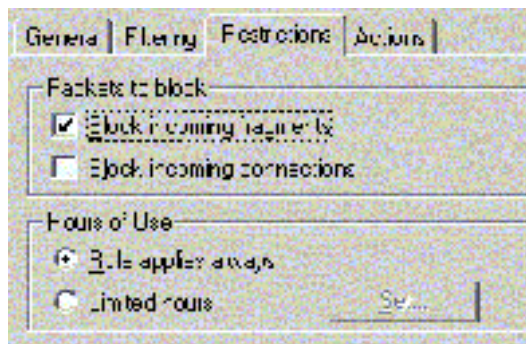 General Filtering Restrictions Actions
Packets to block
Block incoming fragments
Block incoming connections
Hours of Use
Rule applies always
Limited hours Set...